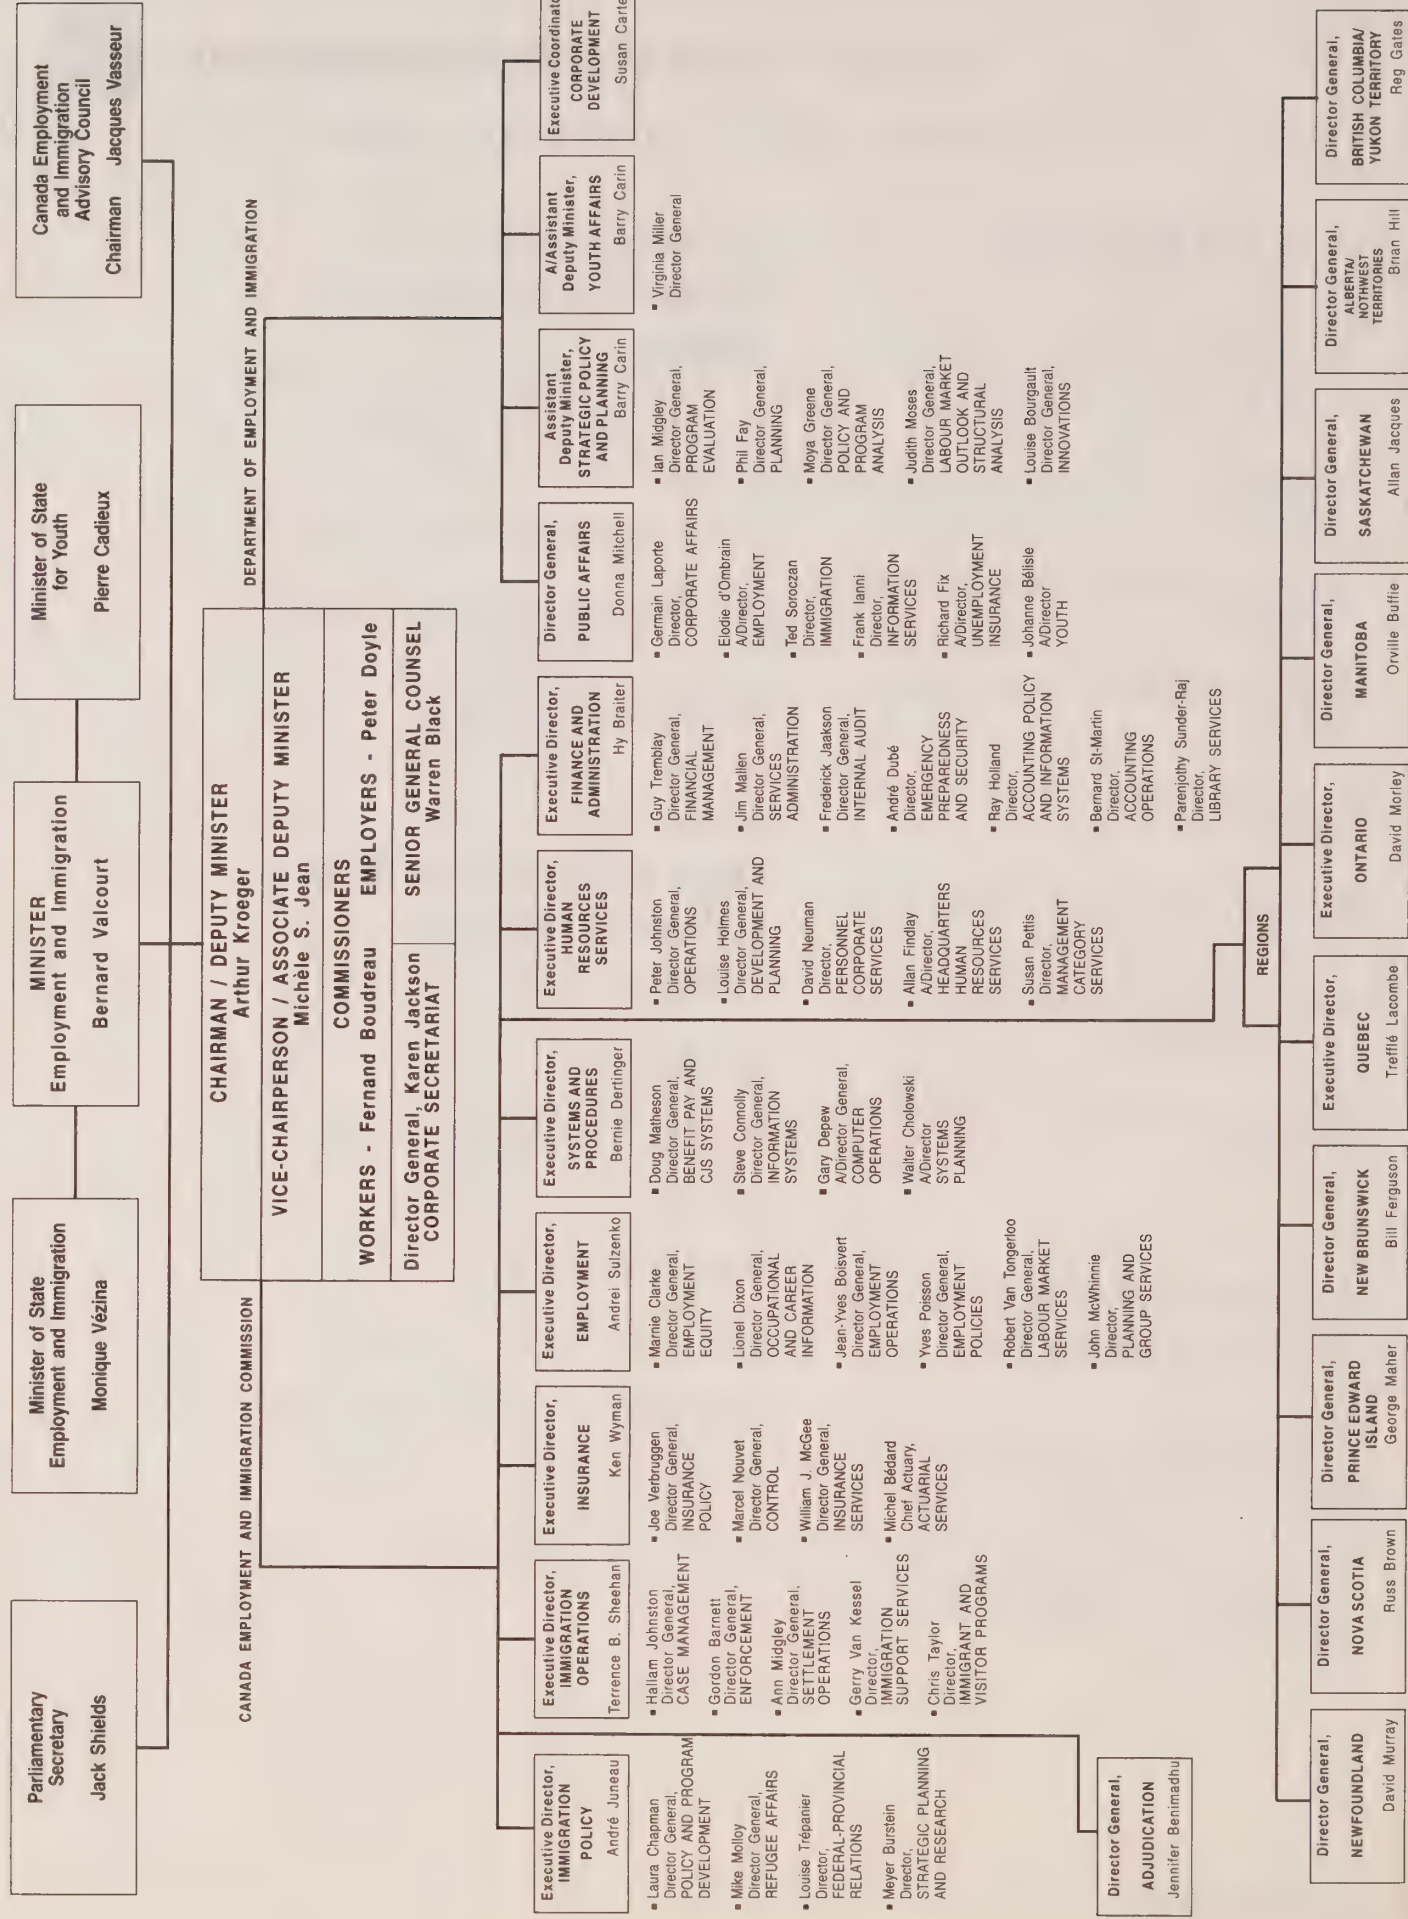 Parliamentary
Secretary
Jack Shields
Minister of State
Employment and Immigration
Monique Vézina
MINISTER
Employment and Immigration
Bernard Valcourt
Minister of State
for Youth
Pierre Cadieux
Canada Employment
and Immigration
Advisory Council
Chairman Jacques Vasseur
CANADA EMPLOYMENT AND IMMIGRATION COMMISSION
DEPARTMENT OF EMPLOYMENT AND IMMIGRATION
CHAIRMAN / DEPUTY MINISTER
Arthur Kroeger
VICE-CHAIRPERSON / ASSOCIATE DEPUTY MINISTER
Michèle S. Jean
COMMISSIONERS
WORKERS - Fernand Boudreau EMPLOYERS - Peter Doyle
Director General, Karen Jackson
CORPORATE SECRETARIAT
SENIOR GENERAL COUNSEL
Warren Black
Executive Director,
IMMIGRATION
POLICY
André Juneau
▪ Laura Chapman
Director General,
POLICY AND PROGRAM
DEVELOPMENT
▪ Mike Molloy
Director General,
REFUGEE AFFAIRS
▪ Louise Trépanier
Director,
FEDERAL-PROVINCIAL
RELATIONS
▪ Meyer Burstein
Director,
STRATEGIC PLANNING
AND RESEARCH
Executive Director,
IMMIGRATION
OPERATIONS
Terrence B. Sheehan
▪ Hallam Johnston
Director General,
CASE MANAGEMENT
▪ Gordon Barnett
Director General,
ENFORCEMENT
▪ Ann Midgley
Director General,
SETTLEMENT
OPERATIONS
▪ Gerry Van Kessel
Director,
IMMIGRATION
SUPPORT SERVICES
▪ Chris Taylor
Director,
IMMIGRANT AND
VISITOR PROGRAMS
Executive Director,
INSURANCE
Ken Wyman
▪ Joe Verbruggen
Director General,
INSURANCE
POLICY
▪ Marcel Nouvet
Director General,
CONTROL
▪ William J. McGee
Director General,
INSURANCE
SERVICES
▪ Michel Bédard
Chief Actuary,
ACTUARIAL
SERVICES
Executive Director,
EMPLOYMENT
Andrei Sulzenko
▪ Marnie Clarke
Director General,
EMPLOYMENT
EQUITY
▪ Lionel Dixon
Director General,
OCCUPATIONAL
AND CAREER
INFORMATION
▪ Jean-Yves Boisvert
Director General,
EMPLOYMENT
OPERATIONS
▪ Yves Poisson
Director General,
EMPLOYMENT
POLICIES
▪ Robert Van Tongerloo
Director General,
LABOUR MARKET
SERVICES
▪ John McWhinnie
Director,
PLANNING AND
GROUP SERVICES
Executive Director,
SYSTEMS AND
PROCEDURES
Bernie Dertinger
▪ Doug Matheson
Director General,
BENEFIT PAY AND
CJS SYSTEMS
▪ Steve Connolly
Director General,
INFORMATION
SYSTEMS
▪ Gary Depew
A/Director General,
COMPUTER
OPERATIONS
▪ Walter Cholowski
A/Director
SYSTEMS
PLANNING
Executive Director,
HUMAN
RESOURCES
SERVICES
▪ Peter Johnston
Director General,
OPERATIONS
▪ Louise Holmes
Director General,
DEVELOPMENT AND
PLANNING
▪ David Neuman
Director,
PERSONNEL
CORPORATE
SERVICES
▪ Allan Findlay
A/Director,
HEADQUARTERS
HUMAN
RESOURCES
SERVICES
▪ Susan Pettis
Director,
MANAGEMENT
CATEGORY
SERVICES
Executive Director,
FINANCE AND
ADMINISTRATION
Hy Braiter
▪ Guy Tremblay
Director General,
FINANCIAL
MANAGEMENT
▪ Jim Mallen
Director General,
SERVICES
ADMINISTRATION
▪ Frederick Jaakson
Director General,
INTERNAL AUDIT
▪ André Dubé
Director,
EMERGENCY
PREPAREDNESS
AND SECURITY
▪ Ray Holland
Director,
ACCOUNTING POLICY
AND INFORMATION
SYSTEMS
▪ Bernard St-Martin
Director,
ACCOUNTING
OPERATIONS
▪ Parenjothy Sunder-Raj
Director,
LIBRARY SERVICES
Director General,
PUBLIC AFFAIRS
Donna Mitchell
▪ Germain Laporte
Director,
CORPORATE AFFAIRS
▪ Elodie d'Ombrain
A/Director,
EMPLOYMENT
▪ Ted Soroczan
Director,
IMMIGRATION
▪ Frank Ianni
Director,
INFORMATION
SERVICES
▪ Richard Fix
A/Director,
UNEMPLOYMENT
INSURANCE
▪ Johanne Bélisle
A/Director
YOUTH
Assistant
Deputy Minister,
STRATEGIC POLICY
AND PLANNING
Barry Carin
▪ Ian Midgley
Director General,
PROGRAM
EVALUATION
▪ Phil Fay
Director General,
PLANNING
▪ Moya Greene
Director General,
POLICY AND
PROGRAM
ANALYSIS
▪ Judith Moses
Director General,
LABOUR MARKET
OUTLOOK AND
STRUCTURAL
ANALYSIS
▪ Louise Bourgault
Director General,
INNOVATIONS
A/Assistant
Deputy Minister,
YOUTH AFFAIRS
Barry Carin
▪ Virginia Miller
Director General
Executive Coordinato
CORPORATE
DEVELOPMENT
Susan Carte
Director General,
ADJUDICATION
Jennifer Benimadhu
REGIONS
Director General,
NEWFOUNDLAND
David Murray
Director General,
NOVA SCOTIA
Russ Brown
Director General,
PRINCE EDWARD
ISLAND
George Maher
Director General,
NEW BRUNSWICK
Bill Ferguson
Executive Director,
QUEBEC
Trefflé Lacombe
Executive Director,
ONTARIO
David Morley
Director General,
MANITOBA
Orville Buffie
Director General,
SASKATCHEWAN
Allan Jacques
Director General,
ALBERTA/
NOTHWEST
TERRITORIES
Brian Hill
Director General,
BRITISH COLUMBIA/
YUKON TERRITORY
Reg Gates